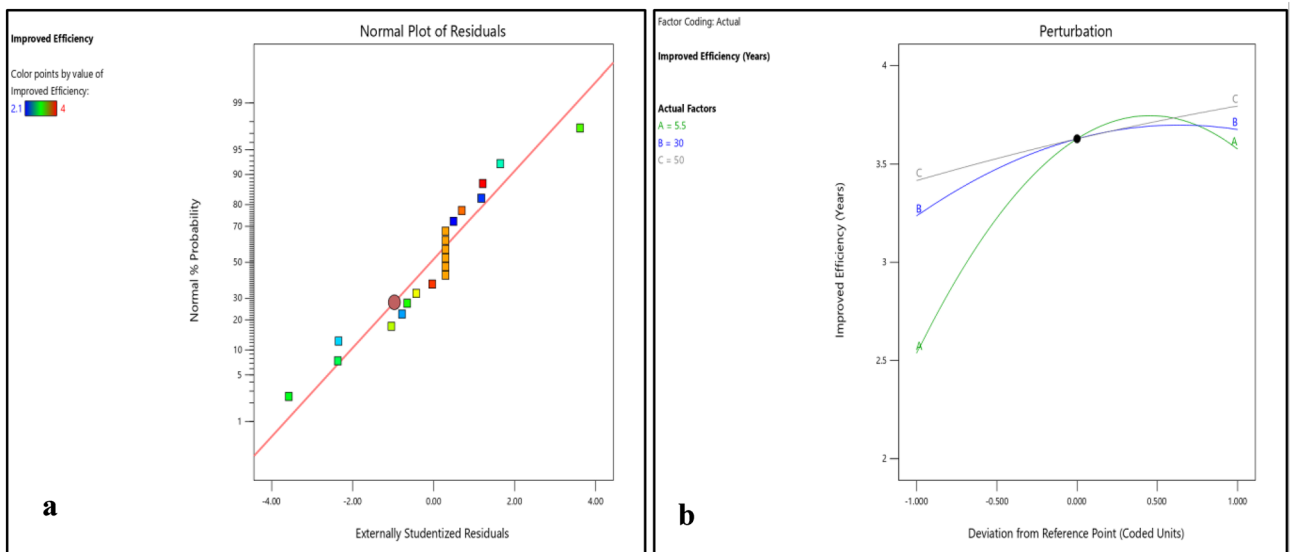 Improved Efficiency
Color points by value of
Improved Efficiency:
2.1 4
Normal Plot of Residuals
Normal % Probability
99
95
90
80
70
50
30
20
10
5
1
-4.00 -2.00 0.00 2.00 4.00
Externally Studentized Residuals
a
Factor Coding: Actual
Improved Efficiency (Years)
Actual Factors
A = 5.5
B = 30
C = 50
Perturbation
Improved Efficiency (Years)
4
3.5
3
2.5
2
C
B
A
C
B
A
-1.000 -0.500 0.000 0.500 1.000
Deviation from Reference Point (Coded Units)
b